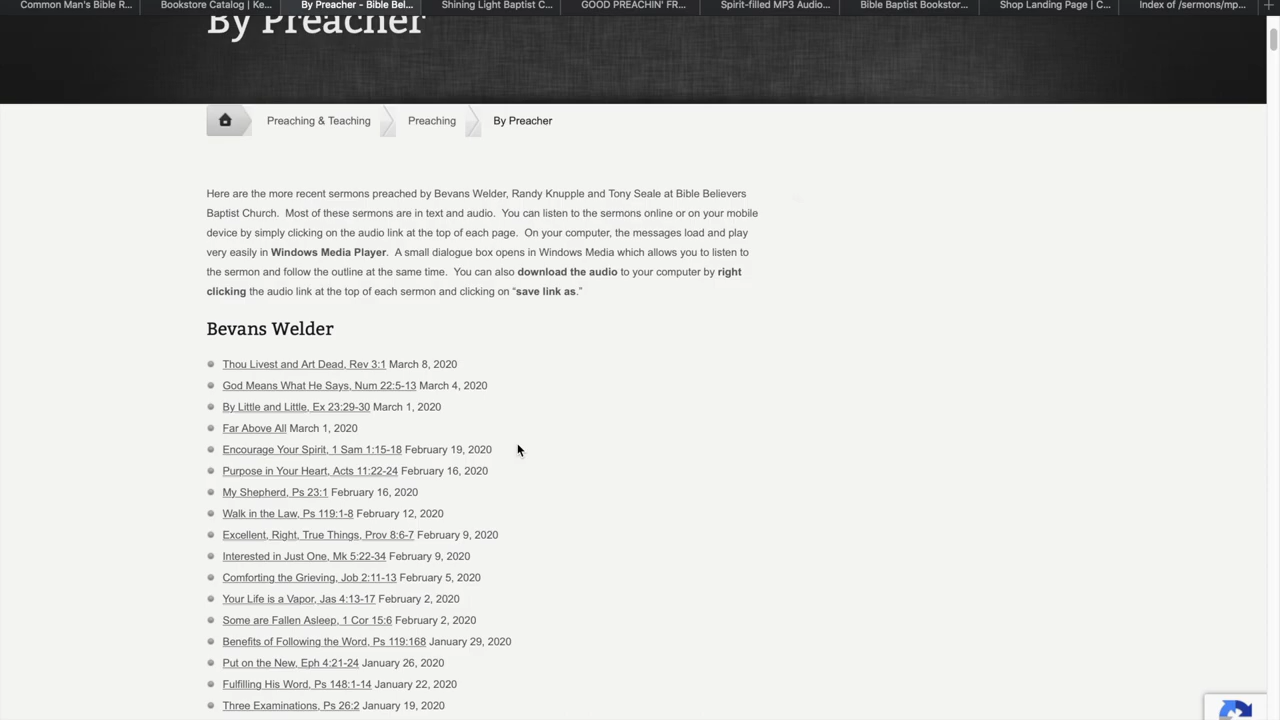 Common Man's Bible R...
Bookstore Catalog | Ke...
By Preacher - Bible Bel...
Shining Light Baptist C...
GOOD PREACHIN' FR...
Spirit-filled MP3 Audio...
Bible Baptist Bookstor...
Shop Landing Page | C...
Index of /sermons/mp...
By Preacher
Preaching & Teaching
Preaching
By Preacher
Here are the more recent sermons preached by Bevans Welder, Randy Knupple and Tony Seale at Bible Believers
Baptist Church. Most of these sermons are in text and audio. You can listen to the sermons online or on your mobile
device by simply clicking on the audio link at the top of each page. On your computer, the messages load and play
very easily in Windows Media Player. A small dialogue box opens in Windows Media which allows you to listen to
the sermon and follow the outline at the same time. You can also download the audio to your computer by right
clicking the audio link at the top of each sermon and clicking on “save link as.”
Bevans Welder
Thou Livest and Art Dead, Rev 3:1 March 8, 2020
God Means What He Says, Num 22:5-13 March 4, 2020
By Little and Little, Ex 23:29-30 March 1, 2020
Far Above All March 1, 2020
Encourage Your Spirit, 1 Sam 1:15-18 February 19, 2020
Purpose in Your Heart, Acts 11:22-24 February 16, 2020
My Shepherd, Ps 23:1 February 16, 2020
Walk in the Law, Ps 119:1-8 February 12, 2020
Excellent, Right, True Things, Prov 8:6-7 February 9, 2020
Interested in Just One, Mk 5:22-34 February 9, 2020
Comforting the Grieving, Job 2:11-13 February 5, 2020
Your Life is a Vapor, Jas 4:13-17 February 2, 2020
Some are Fallen Asleep, 1 Cor 15:6 February 2, 2020
Benefits of Following the Word, Ps 119:168 January 29, 2020
Put on the New, Eph 4:21-24 January 26, 2020
Fulfilling His Word, Ps 148:1-14 January 22, 2020
Three Examinations, Ps 26:2 January 19, 2020